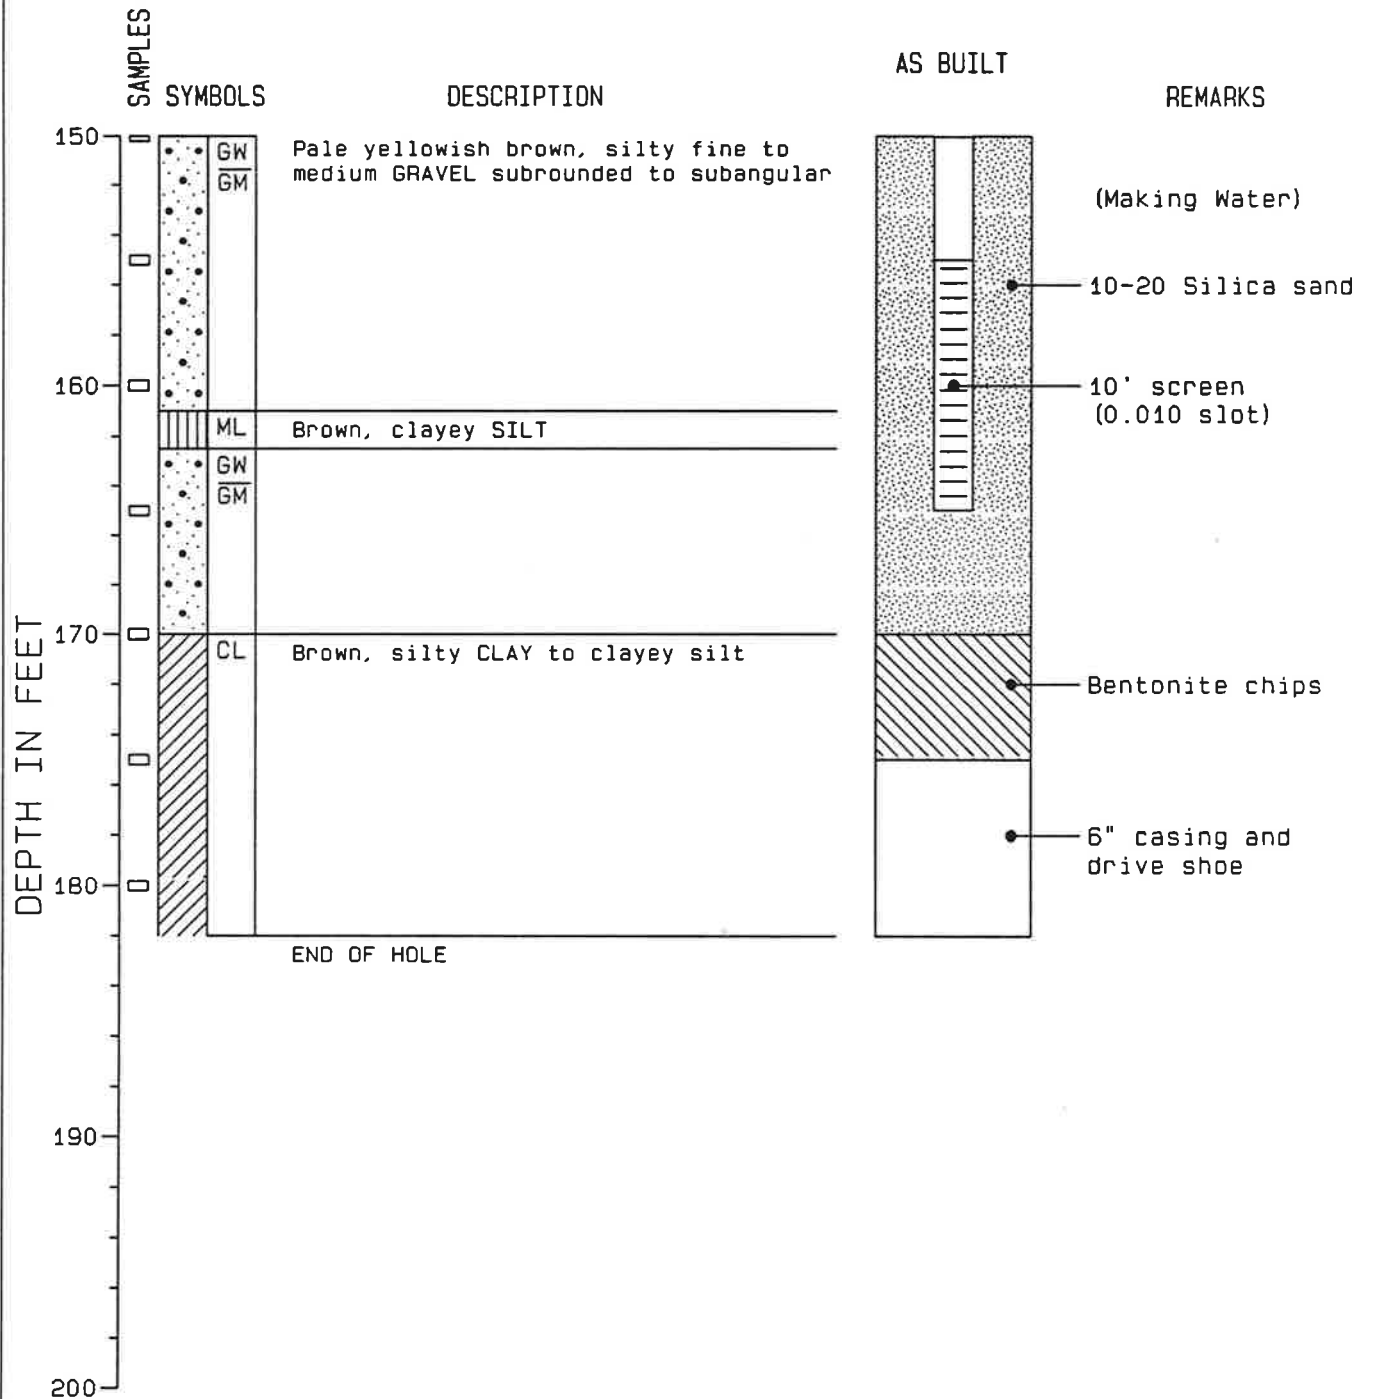 SAMPLES
SYMBOLS
DESCRIPTION
AS BUILT
REMARKS
DEPTH IN FEET
150
GW
GM
Pale yellowish brown, silty fine to
medium GRAVEL subrounded to subangular
(Making Water)
10-20 Silica sand
160
10' screen
(0.010 slot)
ML
Brown, clayey SILT
GW
GM
170
CL
Brown, silty CLAY to clayey silt
Bentonite chips
6" casing and
drive shoe
180
END OF HOLE
190
200